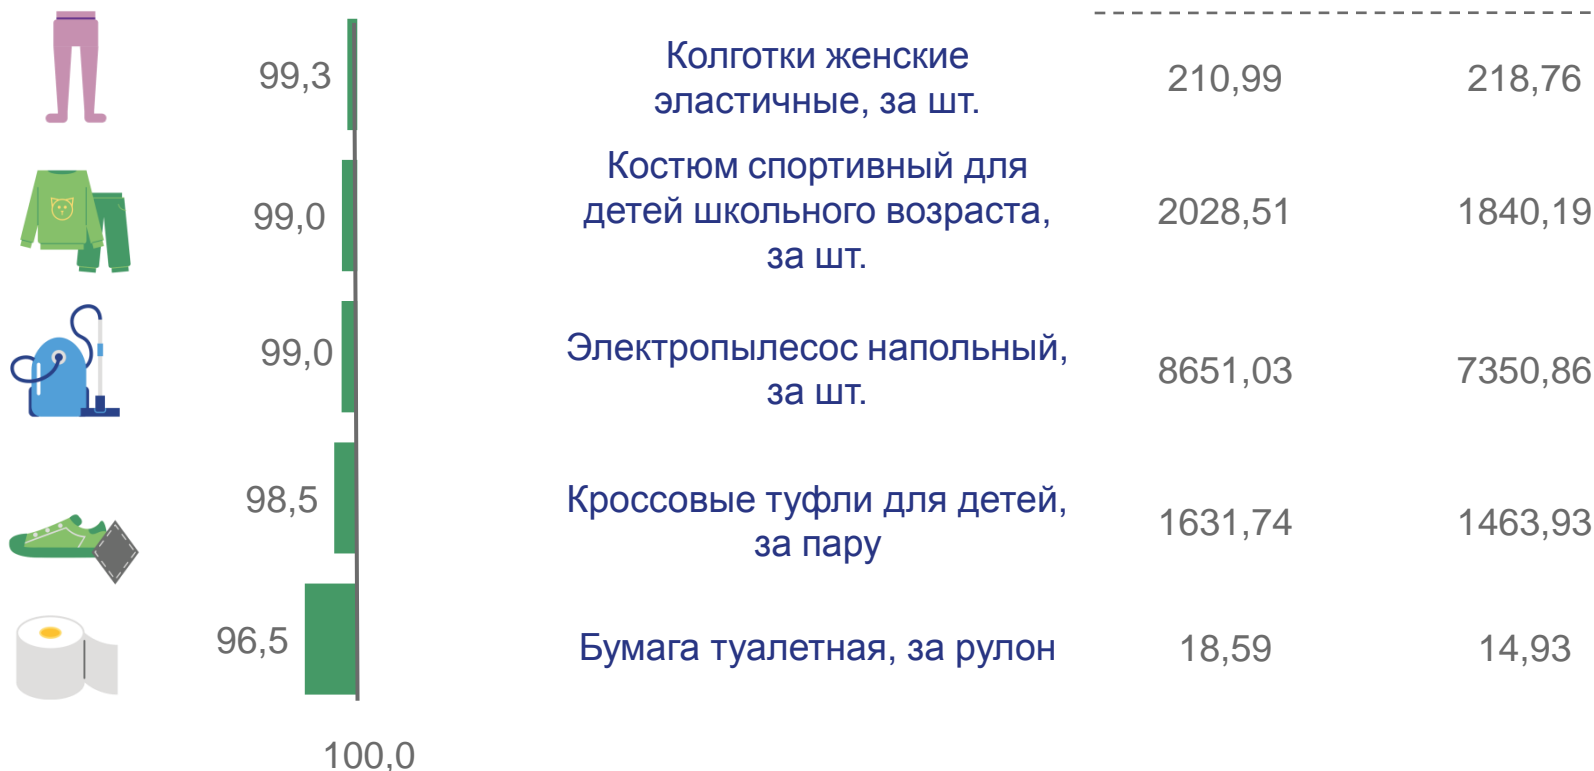 99,3
Колготки женские
эластичные, за шт.
210,99
218,76
99,0
Костюм спортивный для
детей школьного возраста,
за шт.
2028,51
1840,19
99,0
Электропылесос напольный,
за шт.
8651,03
7350,86
98,5
Кроссовые туфли для детей,
за пару
1631,74
1463,93
96,5
Бумага туалетная, за рулон
18,59
14,93
100,0